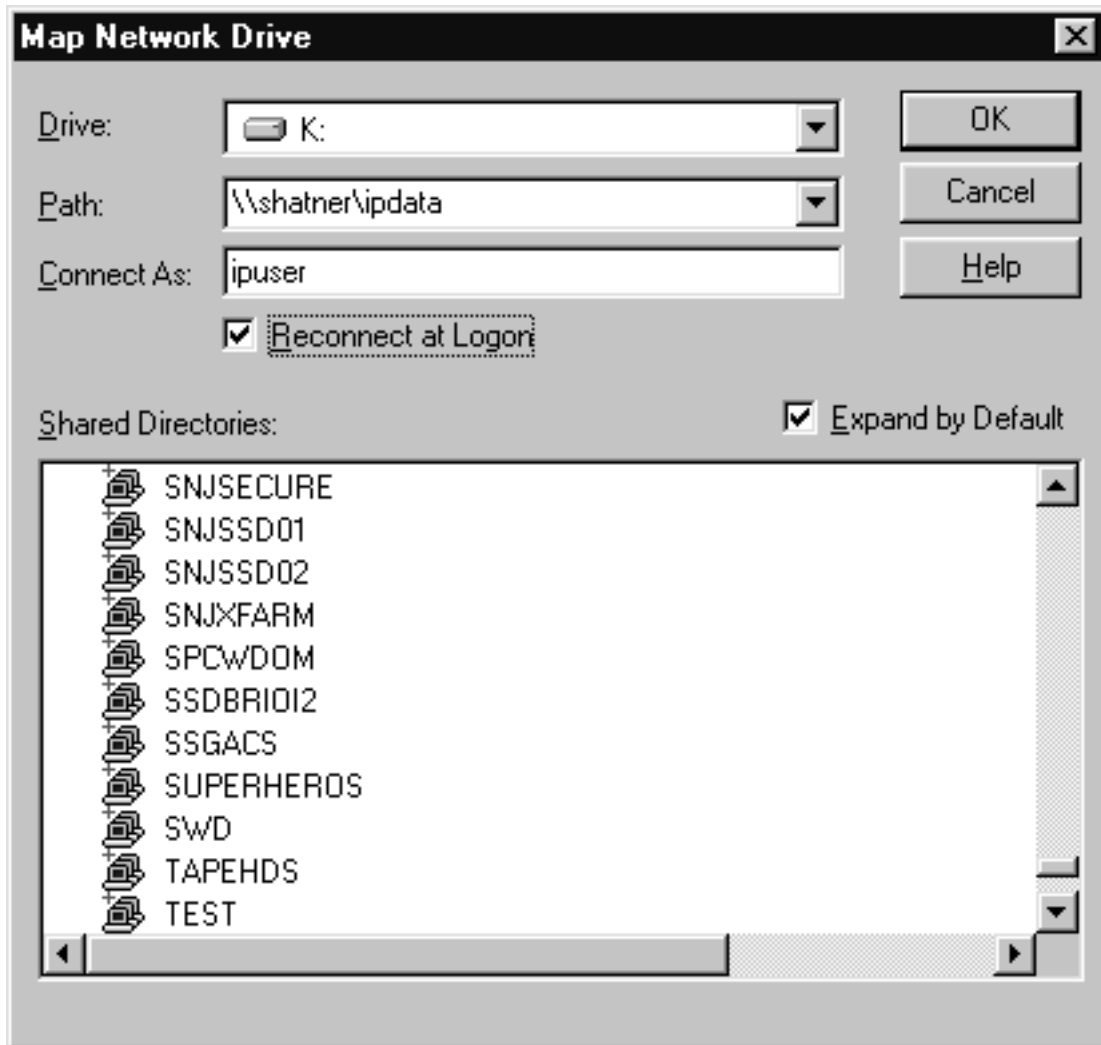 Map Network Drive
Drive:
K:
OK
Path:
\\shatner\ipdata
Cancel
Connect As:
ipuser
Help
Reconnect at Logon
Shared Directories:
Expand by Default
SNJSECURE
SNJSSD01
SNJSSD02
SNJXFARM
SPCWDOM
SSDBRIOI2
SSGACS
SUPERHEROS
SWD
TAPEHDS
TEST